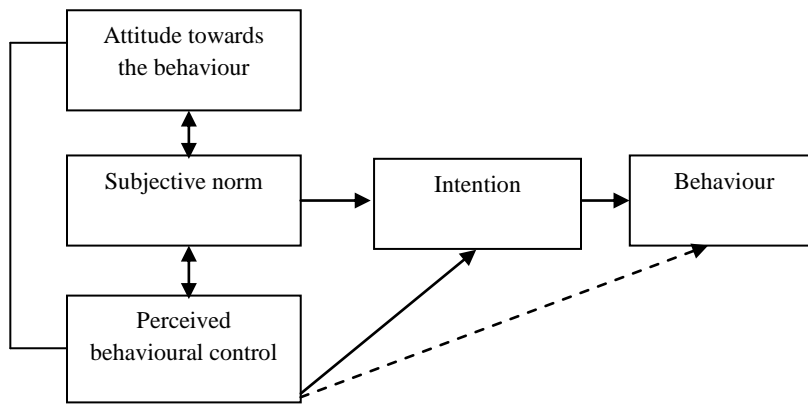 Attitude towards
the behaviour
Subjective norm
Intention
Behaviour
Perceived
behavioural control